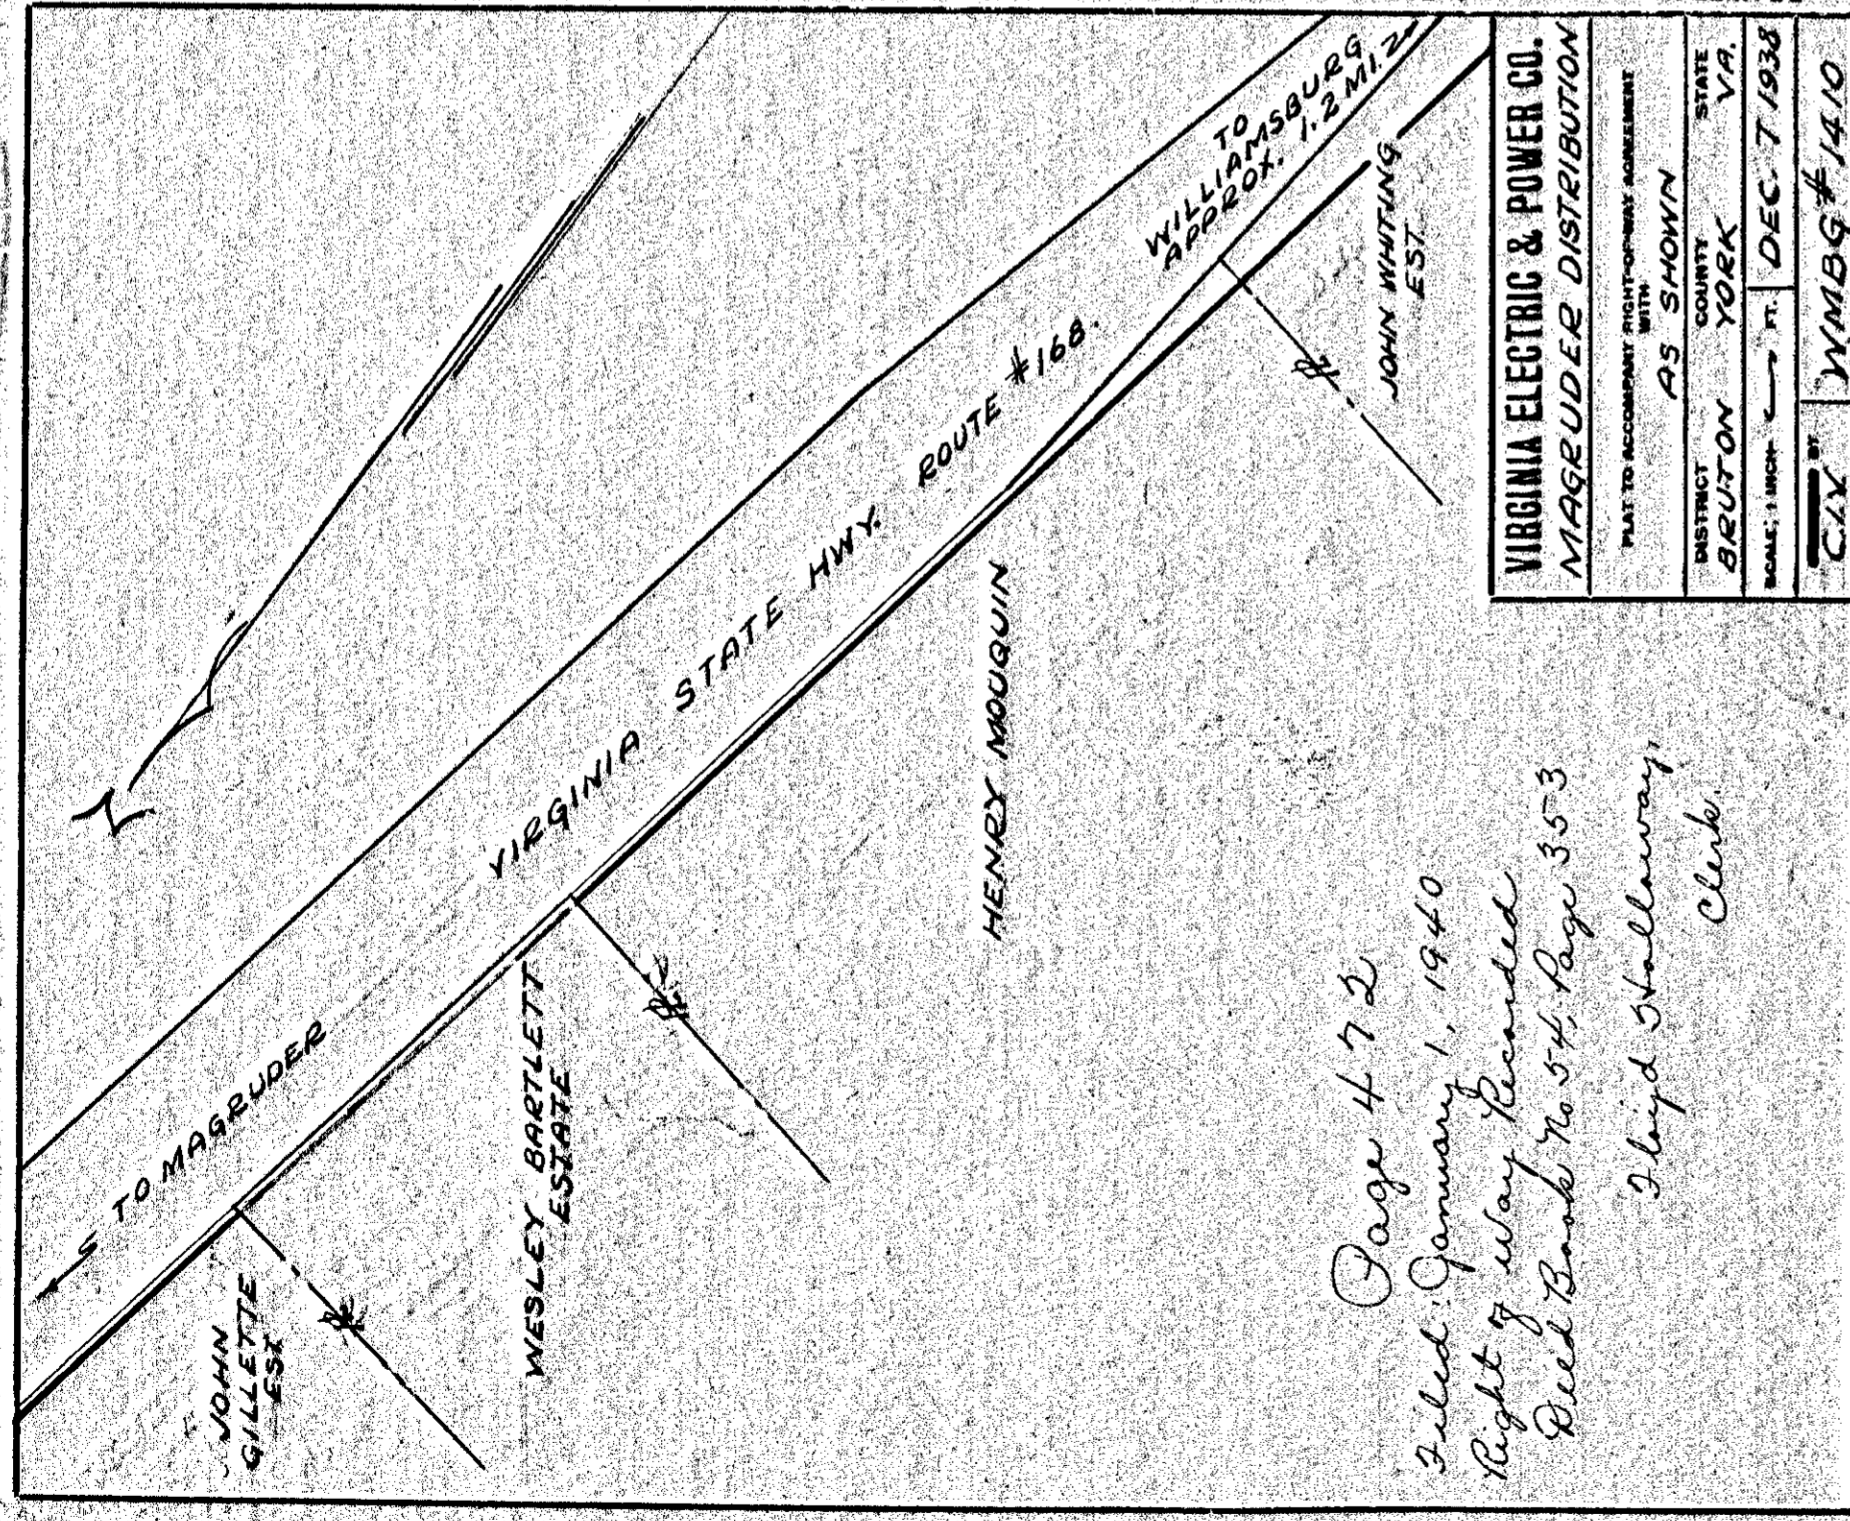 TO MAGRUDER
VIRGINIA STATE HWY. ROUTE #168.
TO
WILLIAMSBURG
APPROX. 1.2 MI.
JOHN
GILLETTE
EST.
WESLEY BARTLETT
ESTATE
HENRY MOUQUIN
JOHN WHITING
EST.
Page 472
Filed: January 1, 1940
Right of Way Recorded
Deed Book No 54, Page 353
Floyd Holloway,
Clerk.
VIRGINIA ELECTRIC & POWER CO.
MAGRUDER DISTRIBUTION
PLAT TO ACCOMPANY RIGHT-OF-WAY AGREEMENT
WITH
AS SHOWN
DISTRICT COUNTY STATE
BRUTON YORK VA.
SCALE: 1 INCH FT. DEC. 7 1938
BY
WMBG # 1410